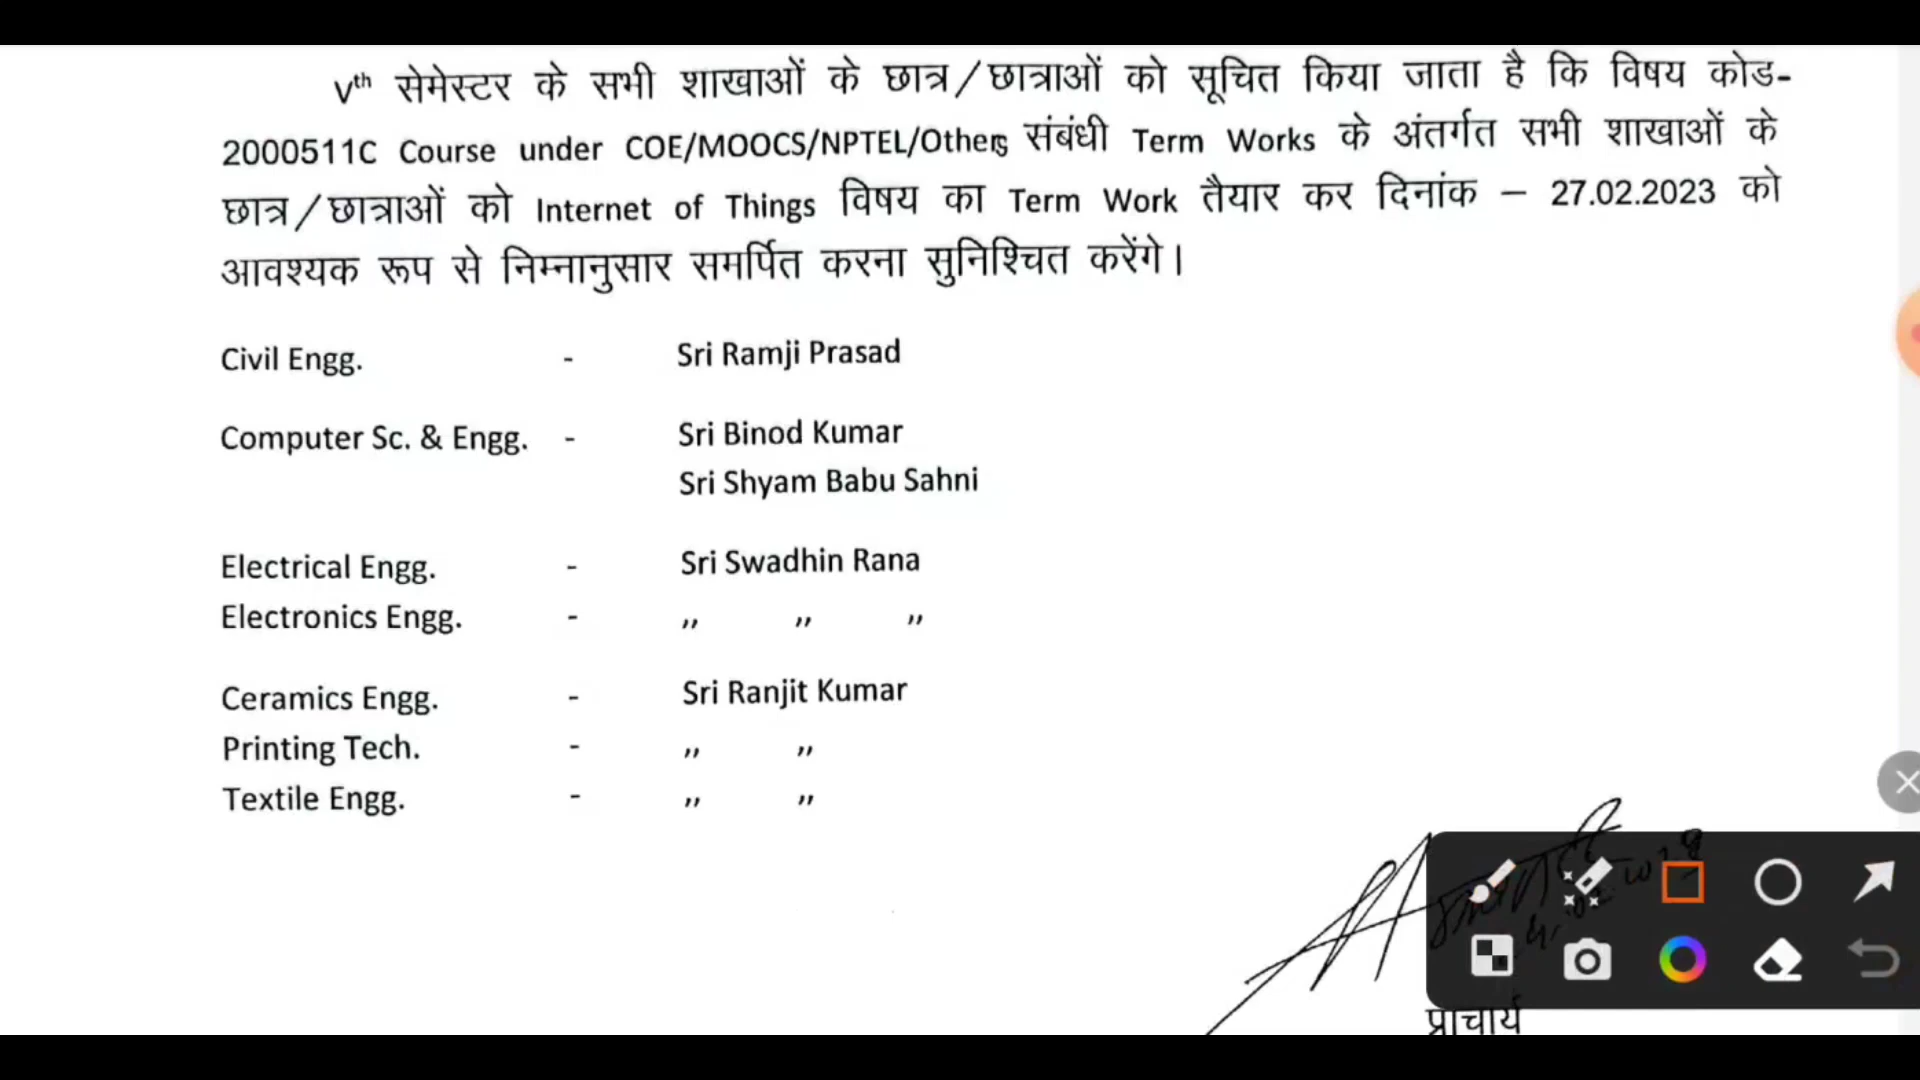 Vth सेमेस्टर के सभी शाखाओं के छात्र/छात्राओं को सूचित किया जाता है कि विषय कोड-
2000511C Course under COE/MOOCS/NPTEL/Others संबंधी Term Works के अंतर्गत सभी शाखाओं के
छात्र/छात्राओं को Internet of Things विषय का Term Work तैयार कर दिनांक – 27.02.2023 को
आवश्यक रूप से निम्नानुसार समर्पित करना सुनिश्चित करेंगे।
Civil Engg. - Sri Ramji Prasad
Computer Sc. & Engg. - Sri Binod Kumar
Sri Shyam Babu Sahni
Electrical Engg. - Sri Swadhin Rana
Electronics Engg. - ,, ,, ,,
Ceramics Engg. - Sri Ranjit Kumar
Printing Tech. - ,, ,,
Textile Engg. - ,, ,,
प्राचार्य